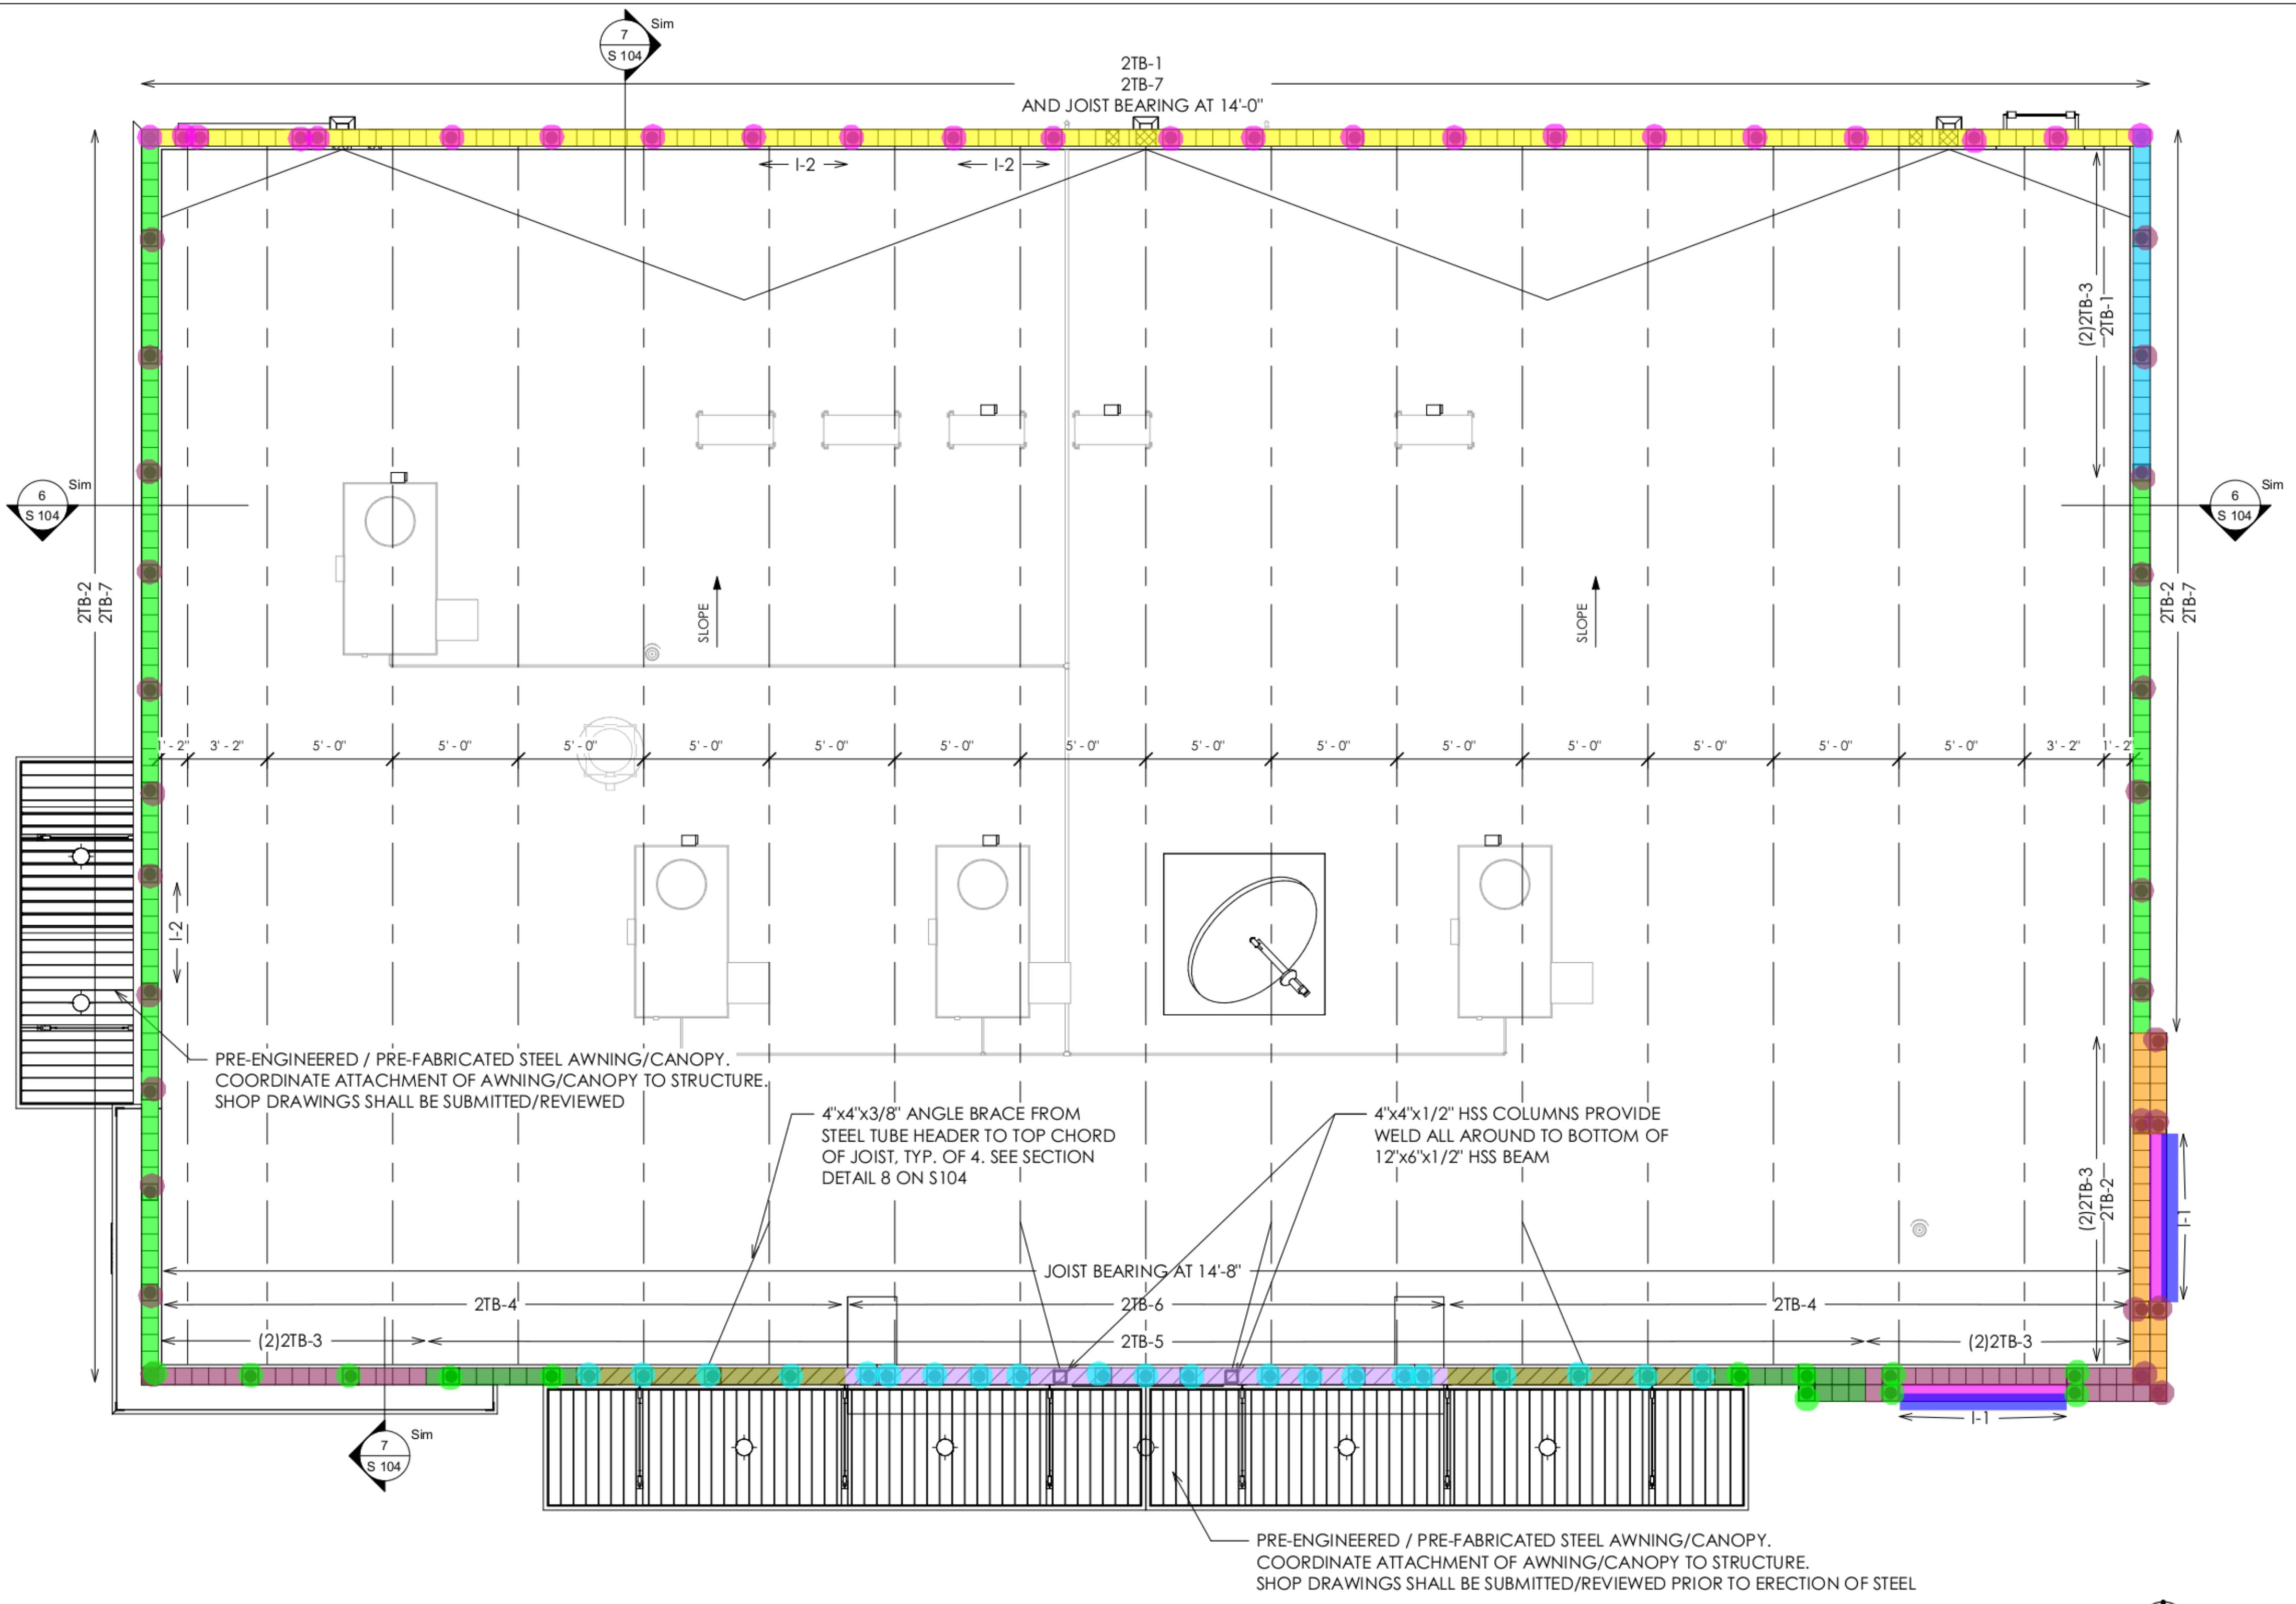 7
S 104
Sim
2TB-1
2TB-7
AND JOIST BEARING AT 14'-0"
I-2
I-2
(2)2TB-3
2TB-1
6
S 104
Sim
6
S 104
Sim
2TB-2
2TB-7
SLOPE
SLOPE
2TB-2
2TB-7
1' - 2"
3' - 2"
5' - 0"
5' - 0"
5' - 0"
5' - 0"
5' - 0"
5' - 0"
5' - 0"
5' - 0"
5' - 0"
5' - 0"
5' - 0"
5' - 0"
5' - 0"
5' - 0"
3' - 2"
1' - 2"
I-2
PRE-ENGINEERED / PRE-FABRICATED STEEL AWNING/CANOPY.
COORDINATE ATTACHMENT OF AWNING/CANOPY TO STRUCTURE.
SHOP DRAWINGS SHALL BE SUBMITTED/REVIEWED
4"x4"x3/8" ANGLE BRACE FROM
STEEL TUBE HEADER TO TOP CHORD
OF JOIST, TYP. OF 4. SEE SECTION
DETAIL 8 ON S104
4"x4"x1/2" HSS COLUMNS PROVIDE
WELD ALL AROUND TO BOTTOM OF
12"x6"x1/2" HSS BEAM
(2)2TB-3
2TB-2
I-1
JOIST BEARING AT 14'-8"
2TB-4
2TB-6
2TB-4
(2)2TB-3
2TB-5
(2)2TB-3
I-1
7
S 104
Sim
PRE-ENGINEERED / PRE-FABRICATED STEEL AWNING/CANOPY.
COORDINATE ATTACHMENT OF AWNING/CANOPY TO STRUCTURE.
SHOP DRAWINGS SHALL BE SUBMITTED/REVIEWED PRIOR TO ERECTION OF STEEL